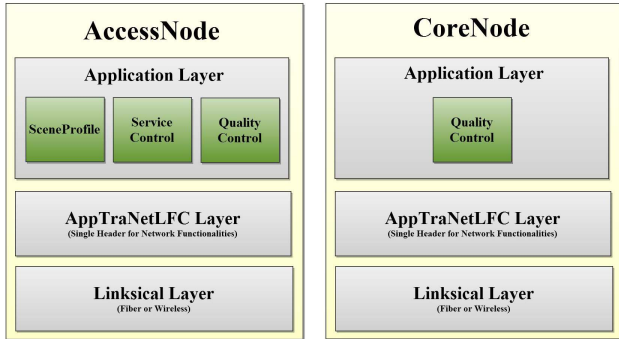 AccessNode
Application Layer
SceneProfile
Service
Control
Quality
Control
AppTraNetLFC Layer
(Single Header for Network Functionalities)
Linksical Layer
(Fiber or Wireless)
CoreNode
Application Layer
Quality
Control
AppTraNetLFC Layer
(Single Header for Network Functionalities)
Linksical Layer
(Fiber or Wireless)